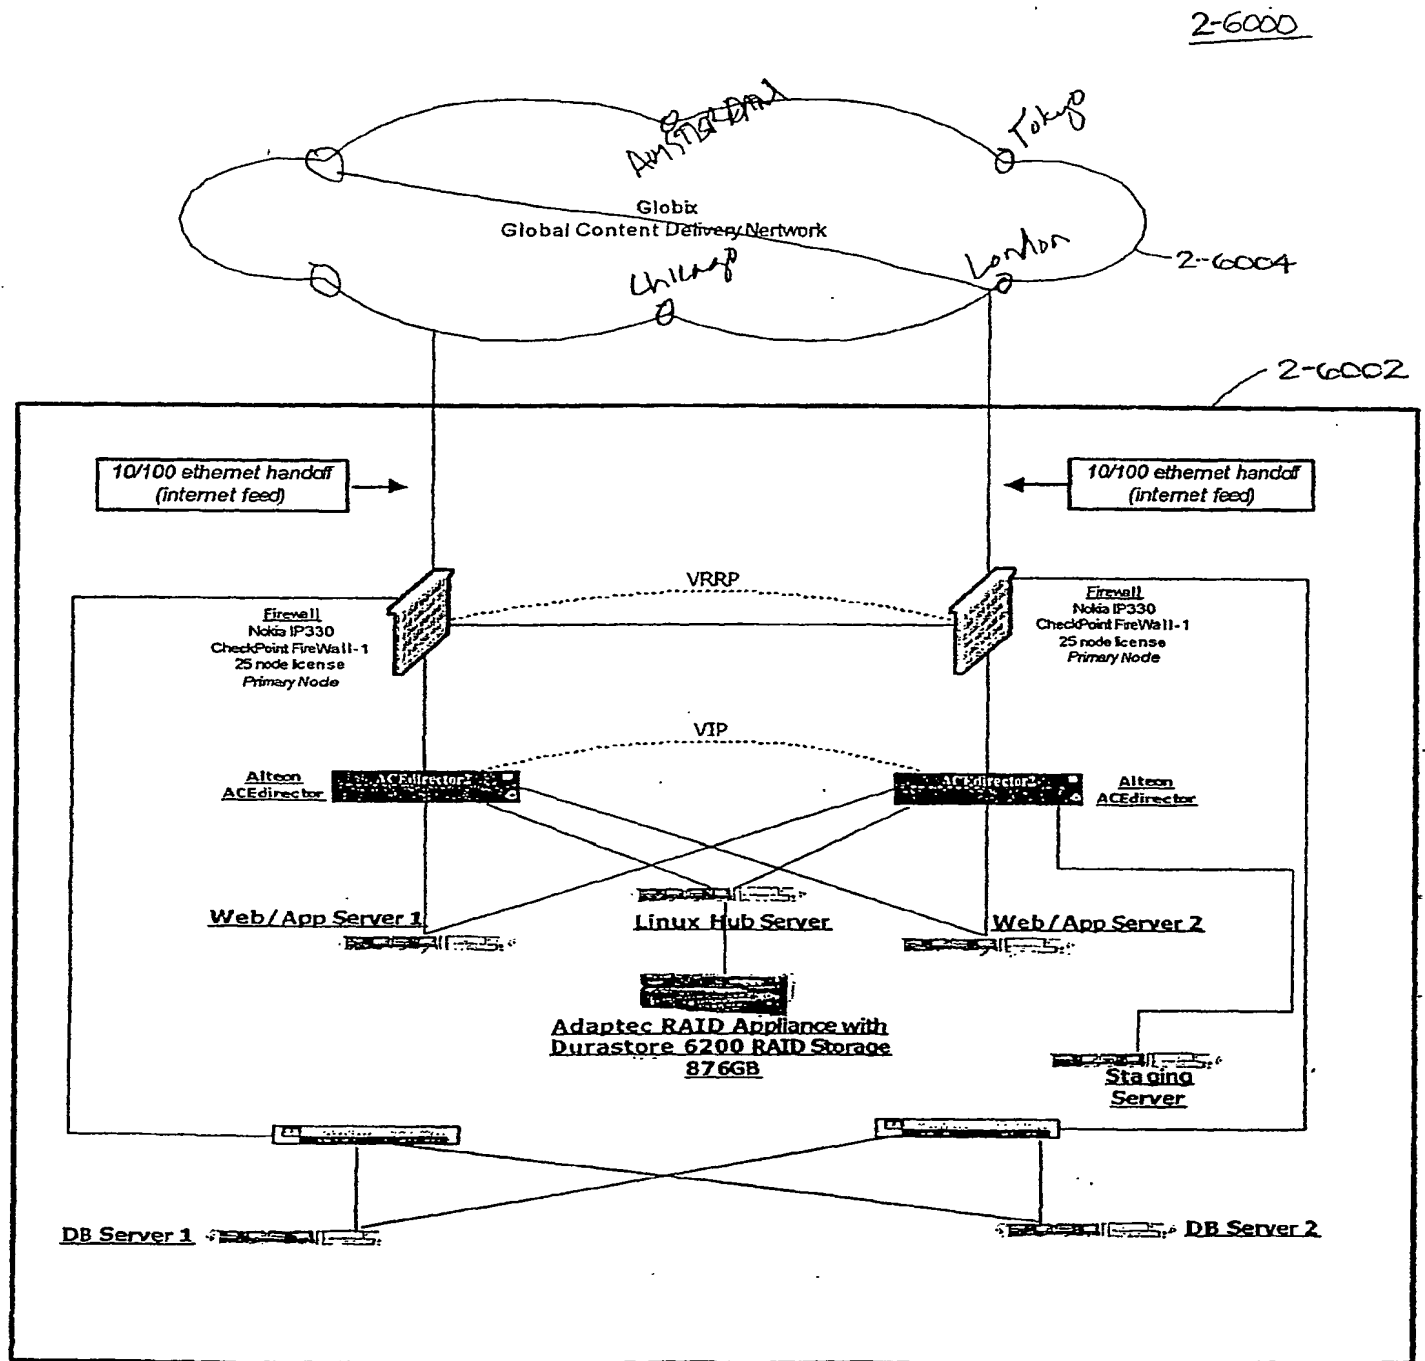 2-6000
AMSTERDAM
Tokyo
Globix
Global Content Delivery Nertwork
London
2-6004
Chicago
2-6002
10/100 ethernet handoff
(internet feed)
10/100 ethernet handoff
(internet feed)
VRRP
Firewall
Nokia IP330
CheckPoint FireWall-1
25 node license
Primary Node
Firewall
Nokia IP330
CheckPoint FireWall-1
25 node license
Primary Node
VIP
Alteon
ACEdirector
ACEdirector
ACEdirector
Alteon
ACEdirector
Web/App Server 1
Linux Hub Server
Web/App Server 2
Adaptec RAID Appliance with
Durastore 6200 RAID Storage
876GB
Staging
Server
DB Server 1
DB Server 2